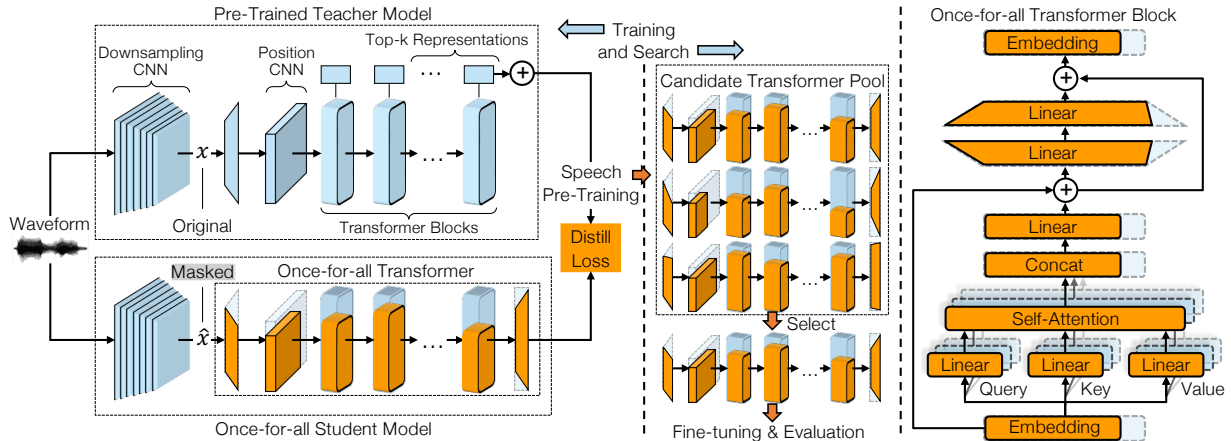 Pre-Trained Teacher Model
Downsampling
CNN
Position
CNN
Top-k Representations
...
+
x
...
Original
Transformer Blocks
Waveform
Masked
Once-for-all Transformer
x̂
...
Once-for-all Student Model
Training
and Search
Speech
Pre-Training
Distill
Loss
Candidate Transformer Pool
...
...
...
Select
...
Fine-tuning & Evaluation
Once-for-all Transformer Block
Embedding
+
Linear
Linear
+
Linear
Concat
Self-Attention
Linear
Linear
Linear
Query
Key
Value
Embedding